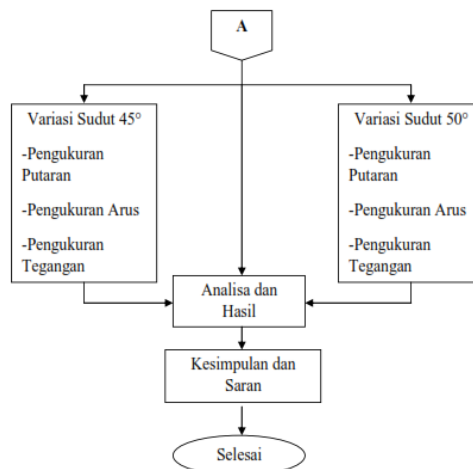 A
Variasi Sudut 45°
-Pengukuran
Putaran
-Pengukuran Arus
-Pengukuran
Tegangan
Variasi Sudut 50°
-Pengukuran
Putaran
-Pengukuran Arus
-Pengukuran
Tegangan
Analisa dan
Hasil
Kesimpulan dan
Saran
Selesai